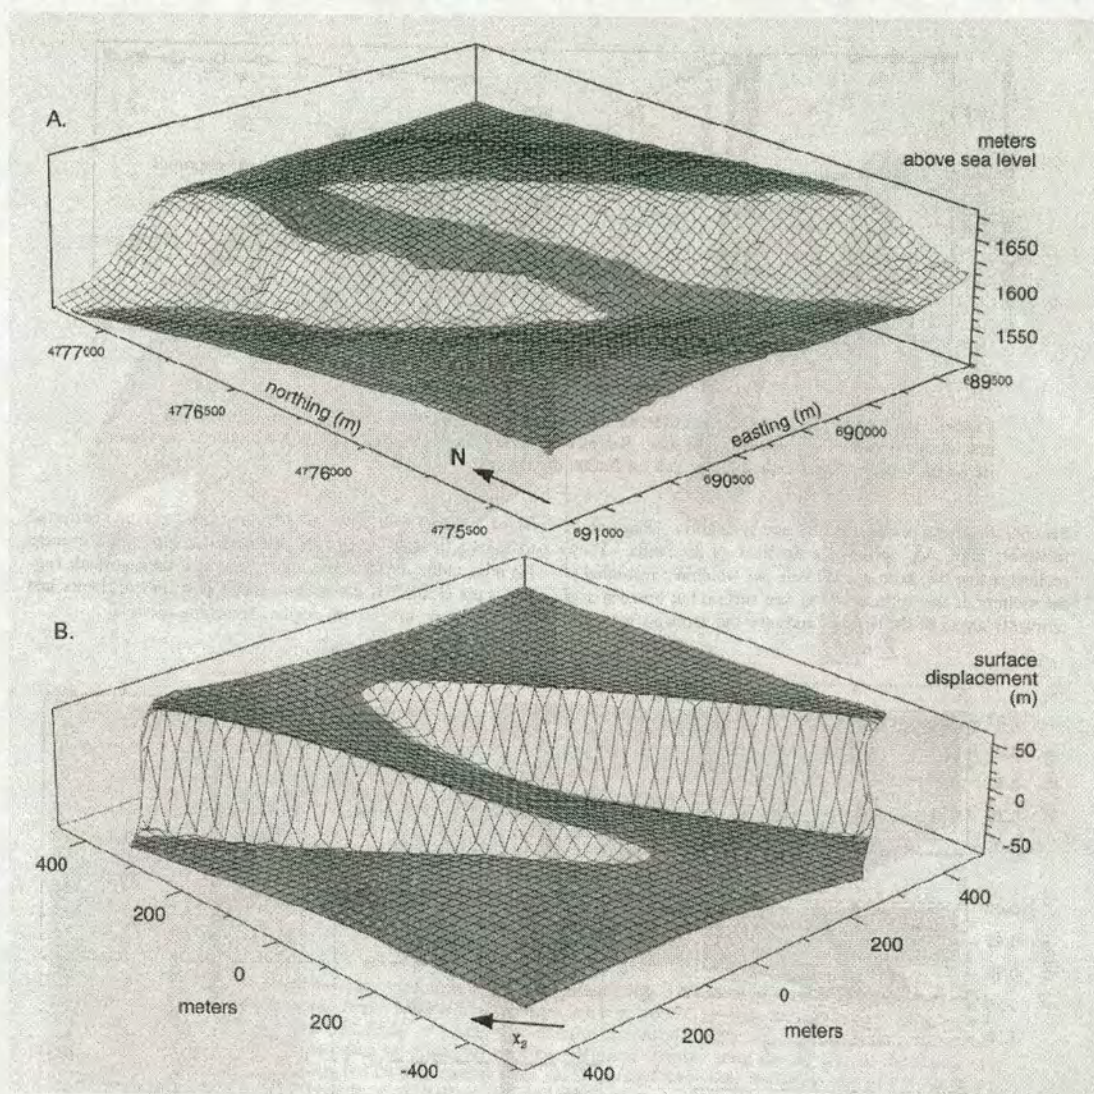 A.
meters
above sea level
1650
1600
1550
4777000
4776500
4776000
4775500
northing (m)
N
689500
690000
690500
691000
easting (m)
B.
surface
displacement
(m)
50
0
-50
400
200
0
200
-400
meters
x2
400
200
0
200
400
meters